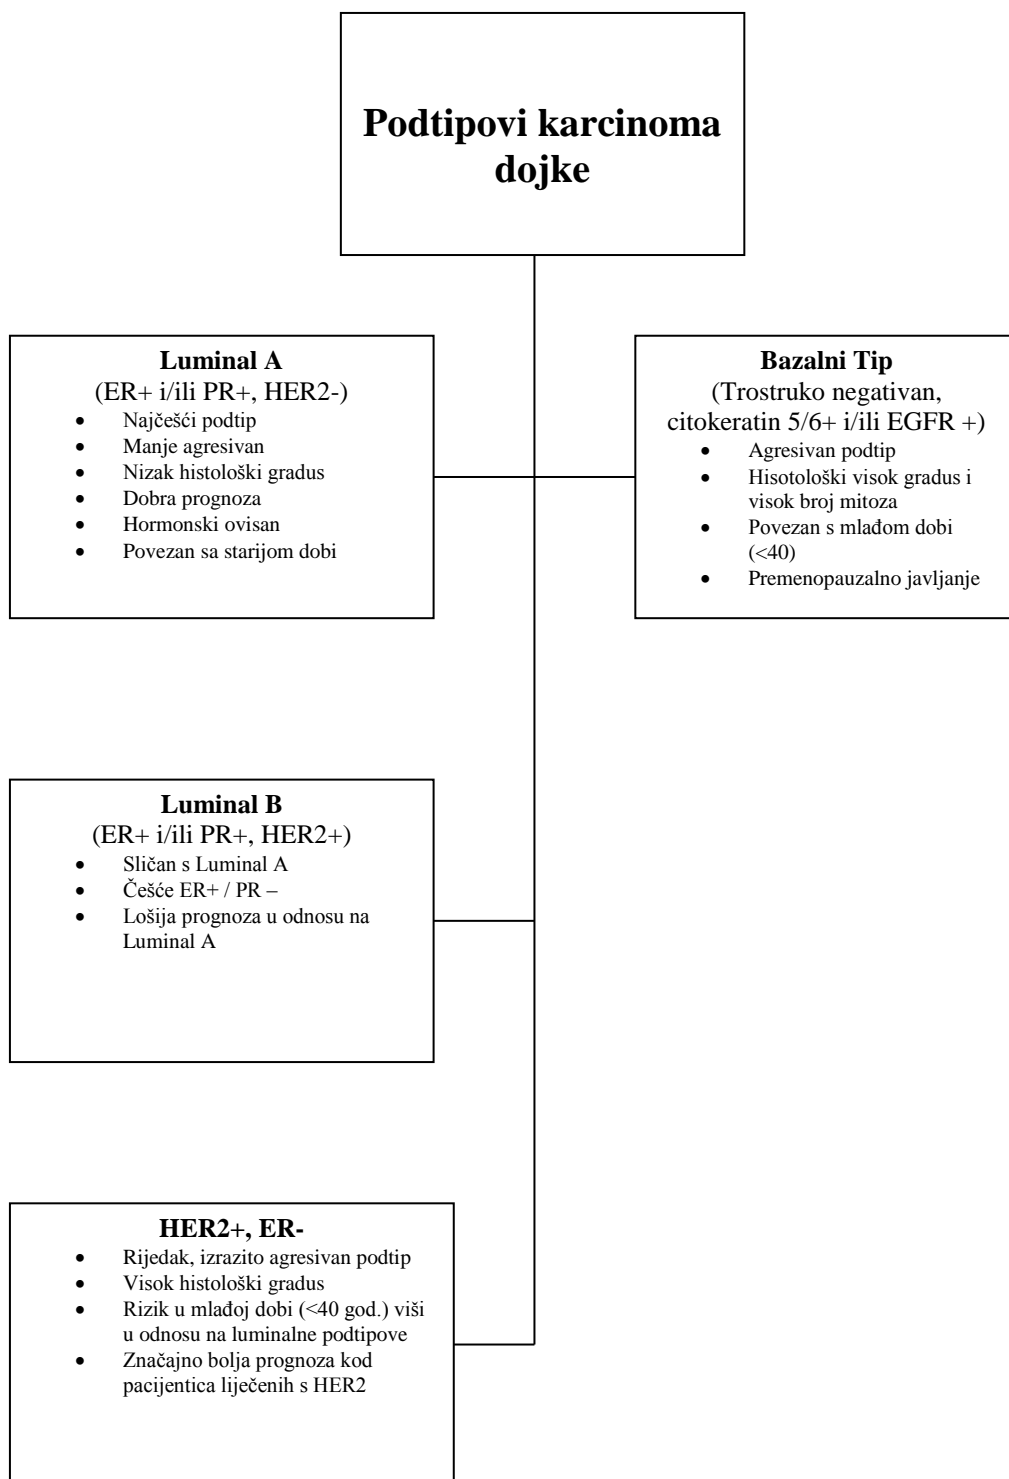 Podtipovi karcinoma
dojke
Luminal A
(ER+ i/ili PR+, HER2-)
• Najčešći podtip
• Manje agresivan
• Nizak histološki gradus
• Dobra prognoza
• Hormonski ovisan
• Povezan sa starijom dobi
Bazalni Tip
(Trostruko negativan,
citokeratin 5/6+ i/ili EGFR +)
• Agresivan podtip
• Hisotološki visok gradus i
visok broj mitoza
• Povezan s mlađom dobi
(<40)
• Premenopauzalno javljanje
Luminal B
(ER+ i/ili PR+, HER2+)
• Sličan s Luminal A
• Češće ER+ / PR –
• Lošija prognoza u odnosu na
Luminal A
HER2+, ER-
• Rijedak, izrazito agresivan podtip
• Visok histološki gradus
• Rizik u mlađoj dobi (<40 god.) viši
u odnosu na luminalne podtipove
• Značajno bolja prognoza kod
pacijentica liječenih s HER2